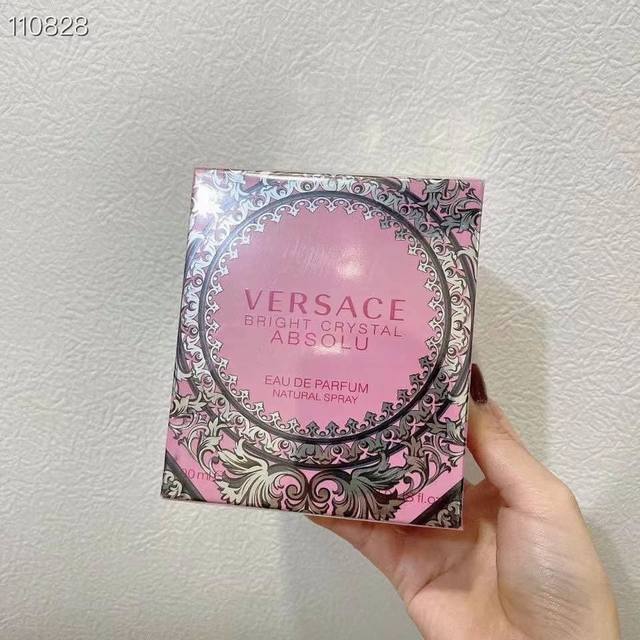 110828
VERSACE
BRIGHT CRYSTAL
ABSOLU
EAU DE PARFUM
NATURAL SPRAY